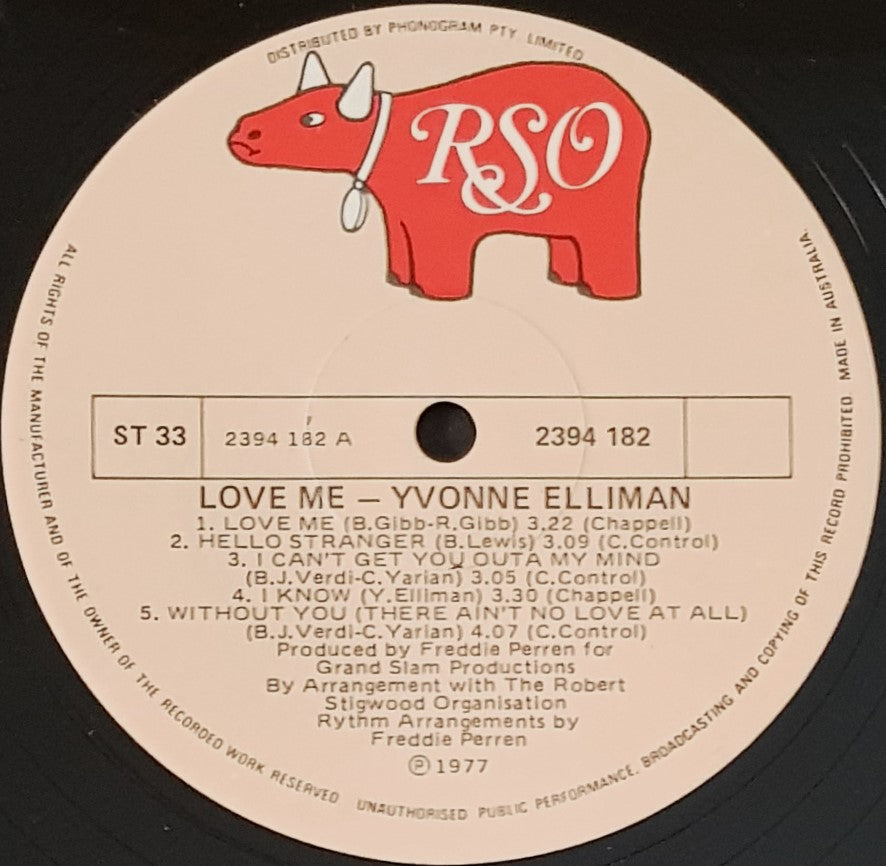 DISTRIBUTED BY PHONOGRAM PTY. LIMITED
RSO
ST 33
2394 182 A
2394 182
LOVE ME – YVONNE ELLIMAN
1. LOVE ME (B.Gibb-R.Gibb) 3.22 (Chappell)
2. HELLO STRANGER (B.Lewis) 3.09 (C.Control)
3. I CAN'T GET YOU OUTA MY MIND
(B.J.Verdi-C.Yarian) 3.05 (C.Control)
4. I KNOW (Y.Elliman) 3.30 (Chappell)
5. WITHOUT YOU (THERE AIN'T NO LOVE AT ALL)
(B.J.Verdi-C.Yarian) 4.07 (C.Control)
Produced by Freddie Perren for
Grand Slam Productions
By Arrangement with The Robert
Stigwood Organisation
Rythm Arrangements by
Freddie Perren
Ⓟ 1977
ALL RIGHTS OF THE MANUFACTURER AND OF THE OWNER OF THE RECORDED WORK RESERVED
UNAUTHORISED PUBLIC PERFORMANCE, BROADCASTING AND COPYING OF THIS RECORD PROHIBITED
MADE IN AUSTRALIA.